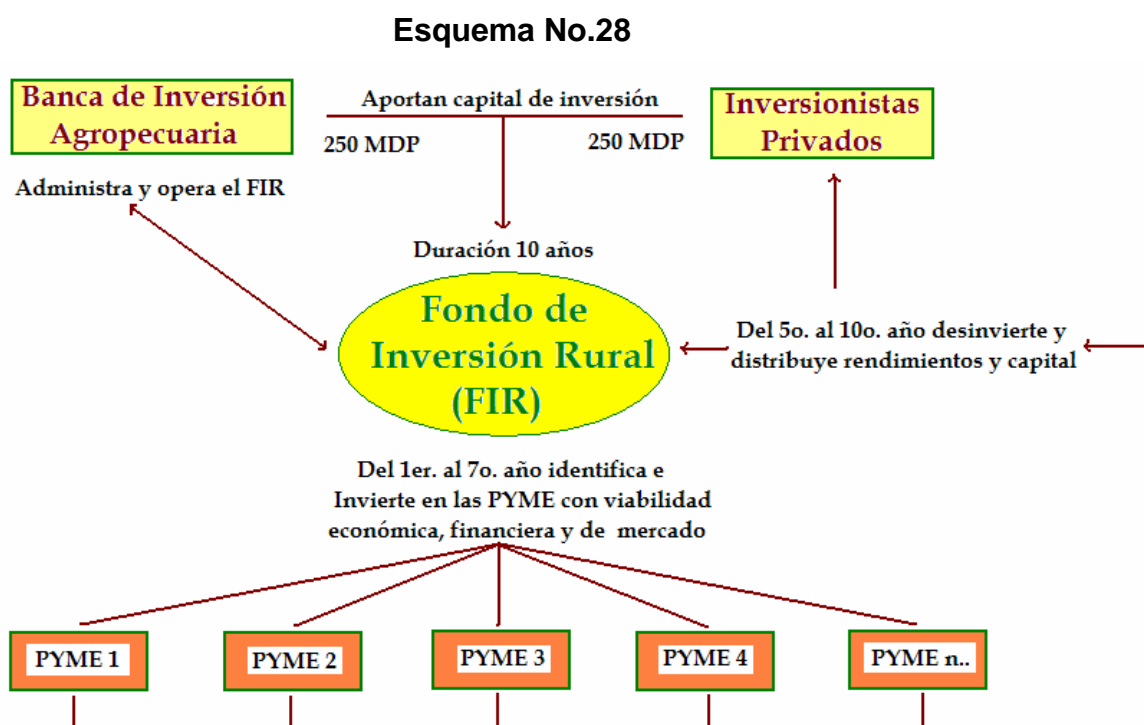 Esquema No.28
Banca de Inversión
Agropecuaria
Aportan capital de inversión
250 MDP
250 MDP
Inversionistas
Privados
Administra y opera el FIR
Duración 10 años
Fondo de
Inversión Rural
(FIR)
Del 5o. al 10o. año desinvierte y
distribuye rendimientos y capital
Del 1er. al 7o. año identifica e
Invierte en las PYME con viabilidad
económica, financiera y de mercado
PYME 1
PYME 2
PYME 3
PYME 4
PYME n..